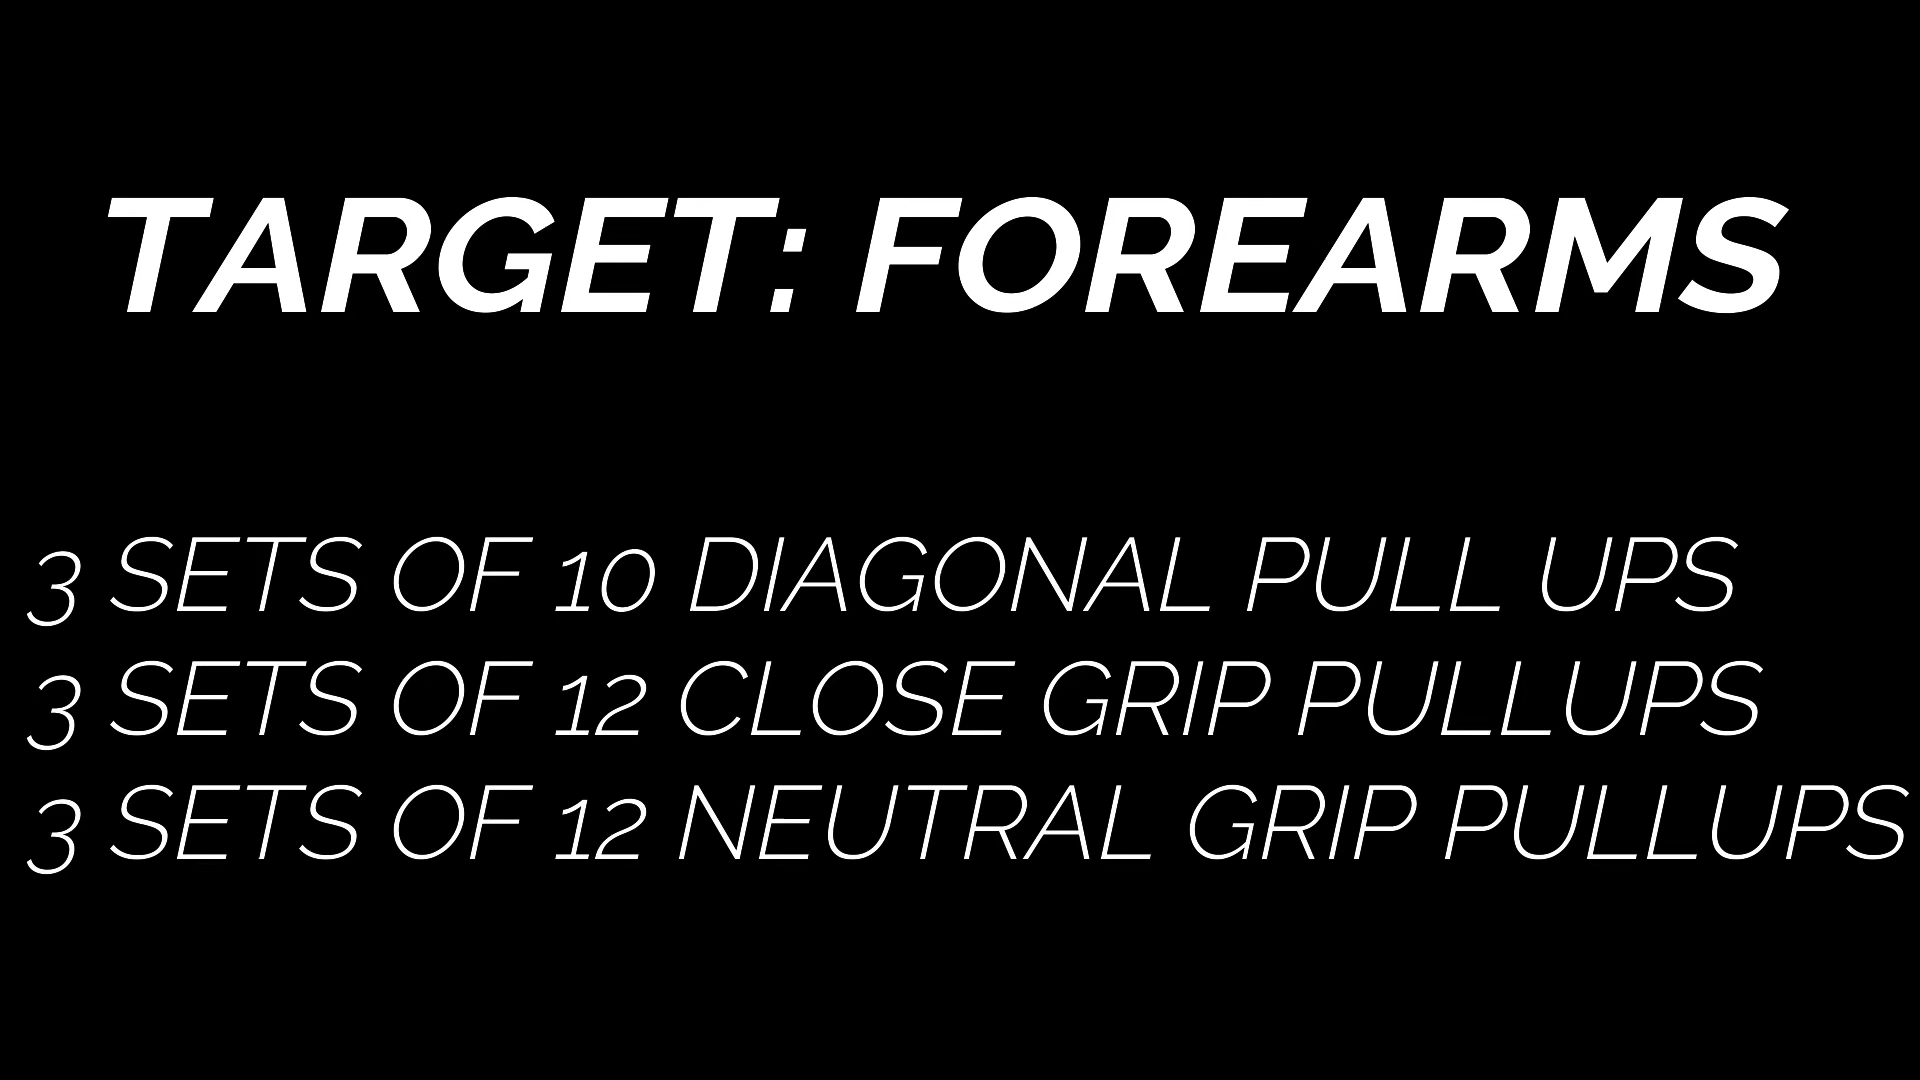 TARGET: FOREARMS
3 SETS OF 10 DIAGONAL PULL UPS
3 SETS OF 12 CLOSE GRIP PULLUPS
3 SETS OF 12 NEUTRAL GRIP PULLUPS